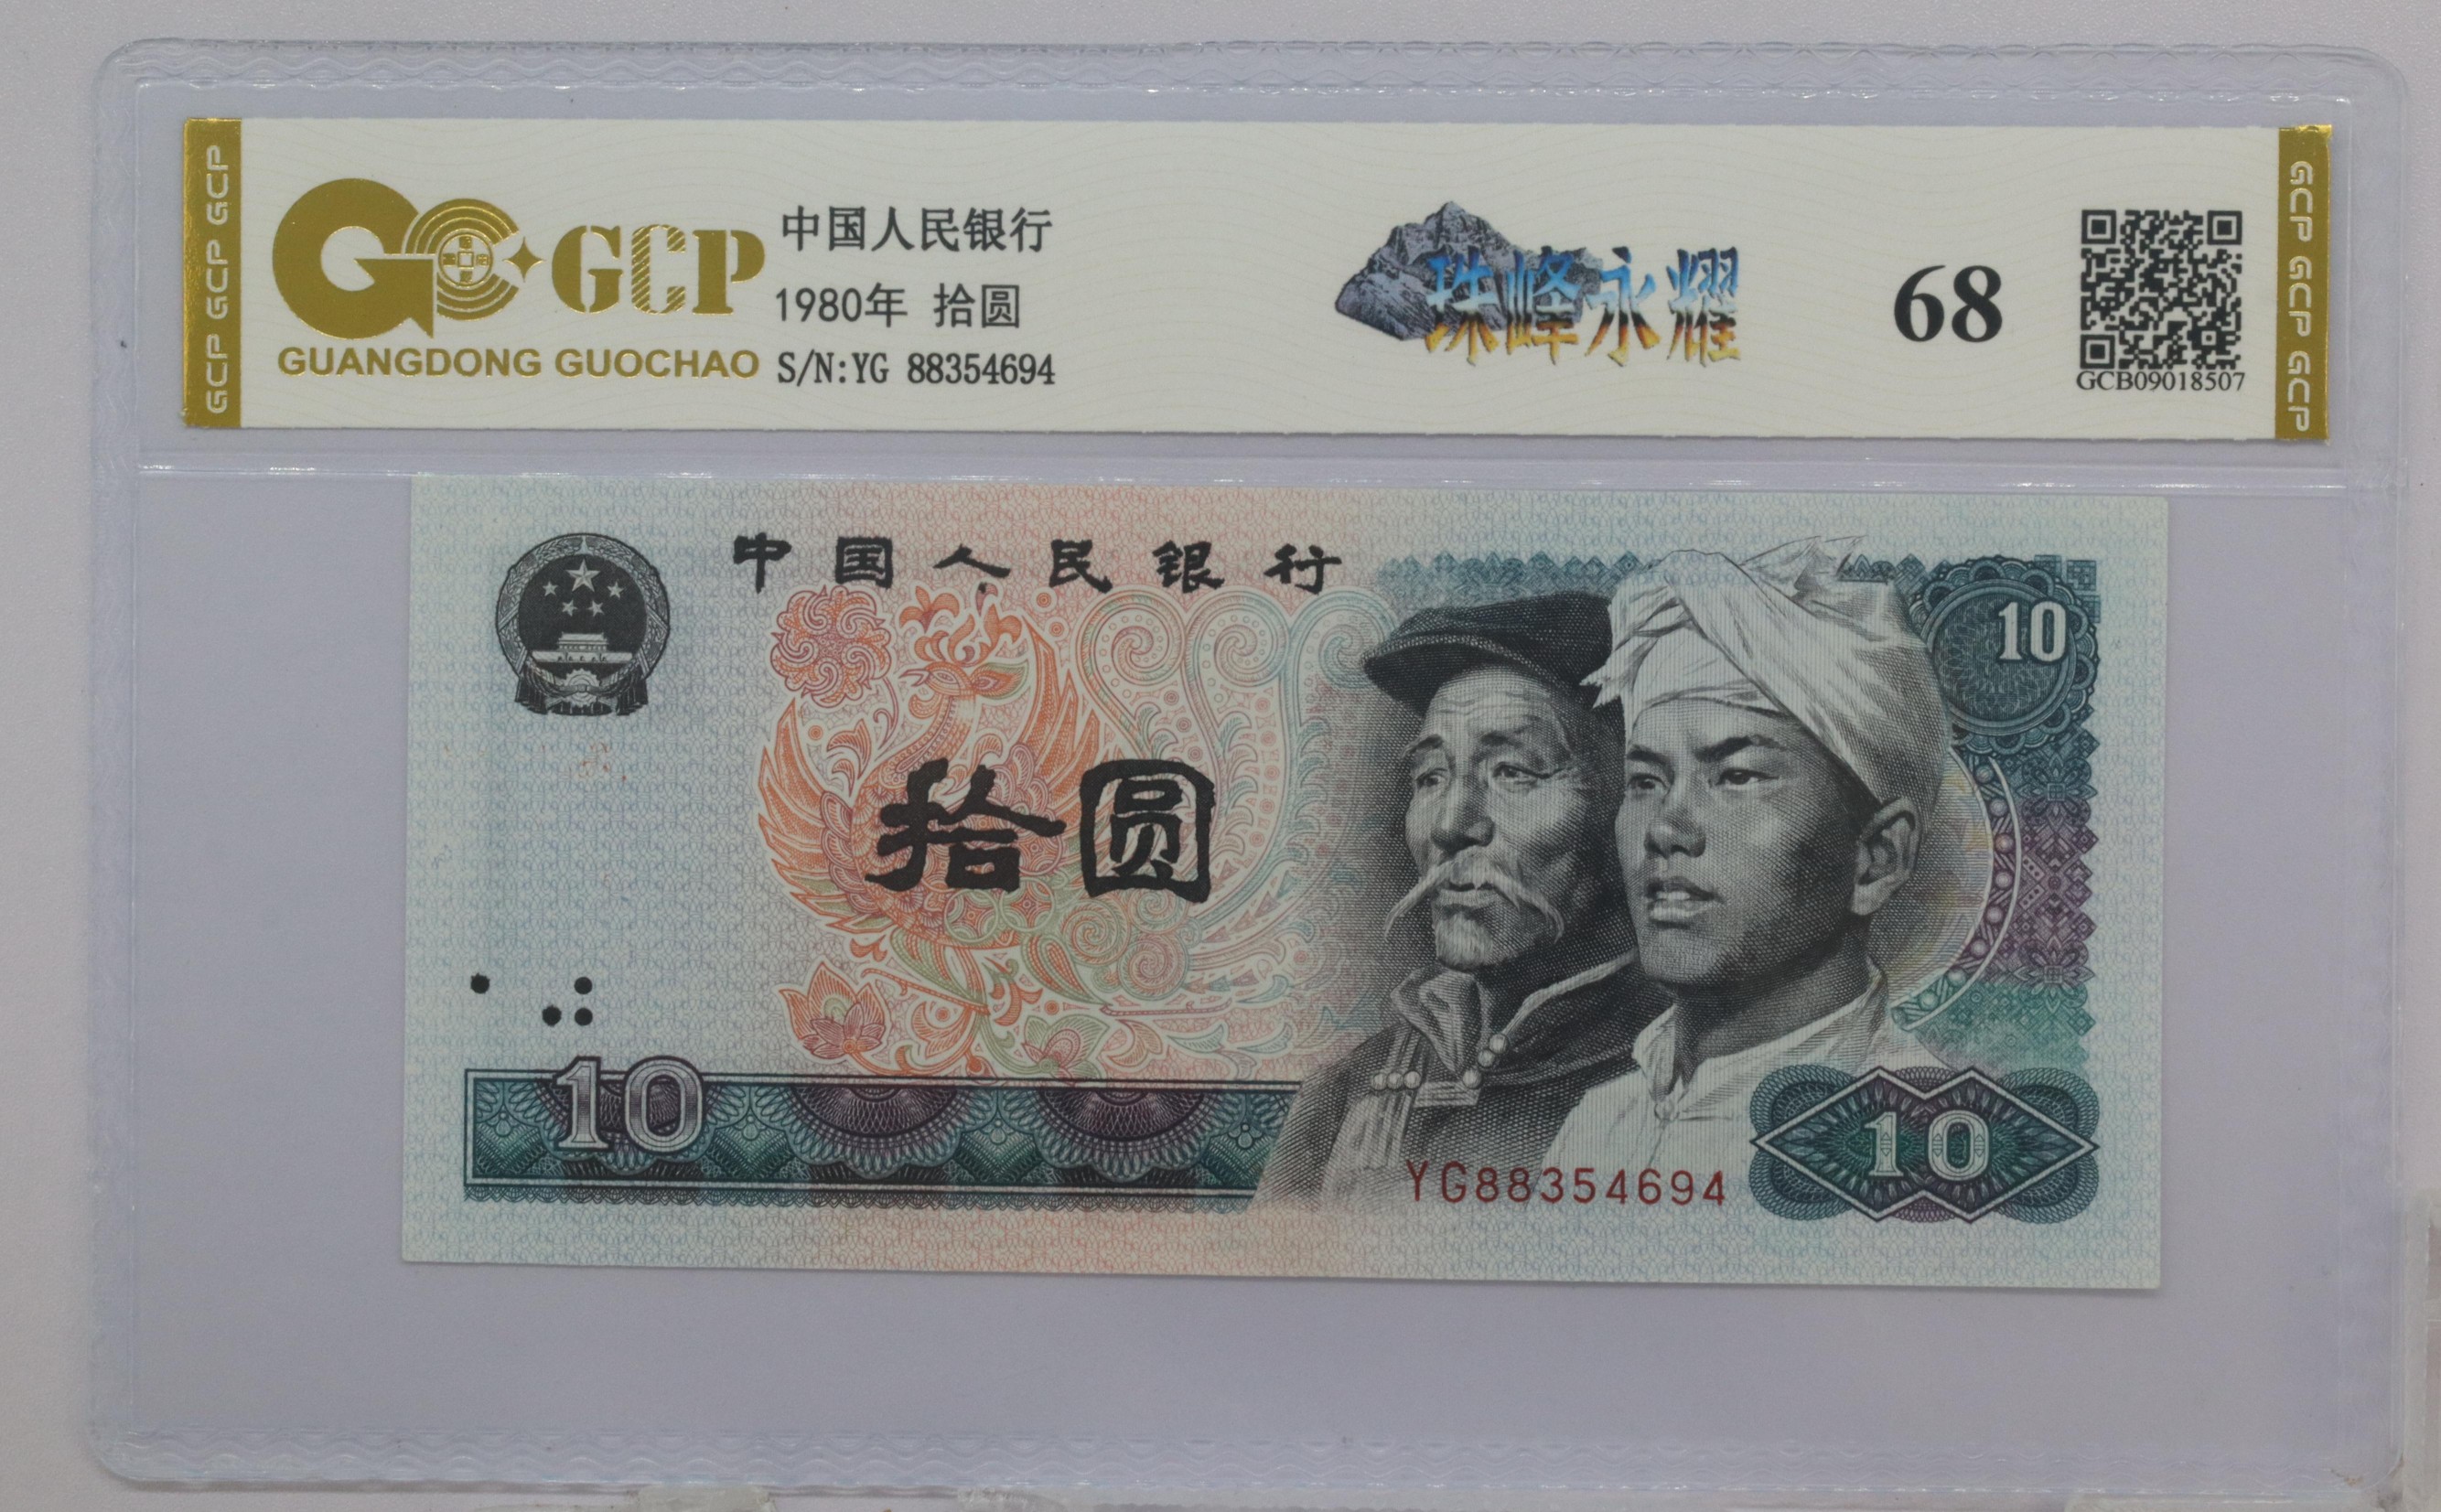 GCP GCP GCP
GCP
GUANGDONG GUOCHAO
中国人民银行
1980年 拾圆
S/N:YG 88354694
珠峰永耀
68
GCB09018507
GCP GCP GCP
中国人民银行
10
拾圆
10
YG88354694
10